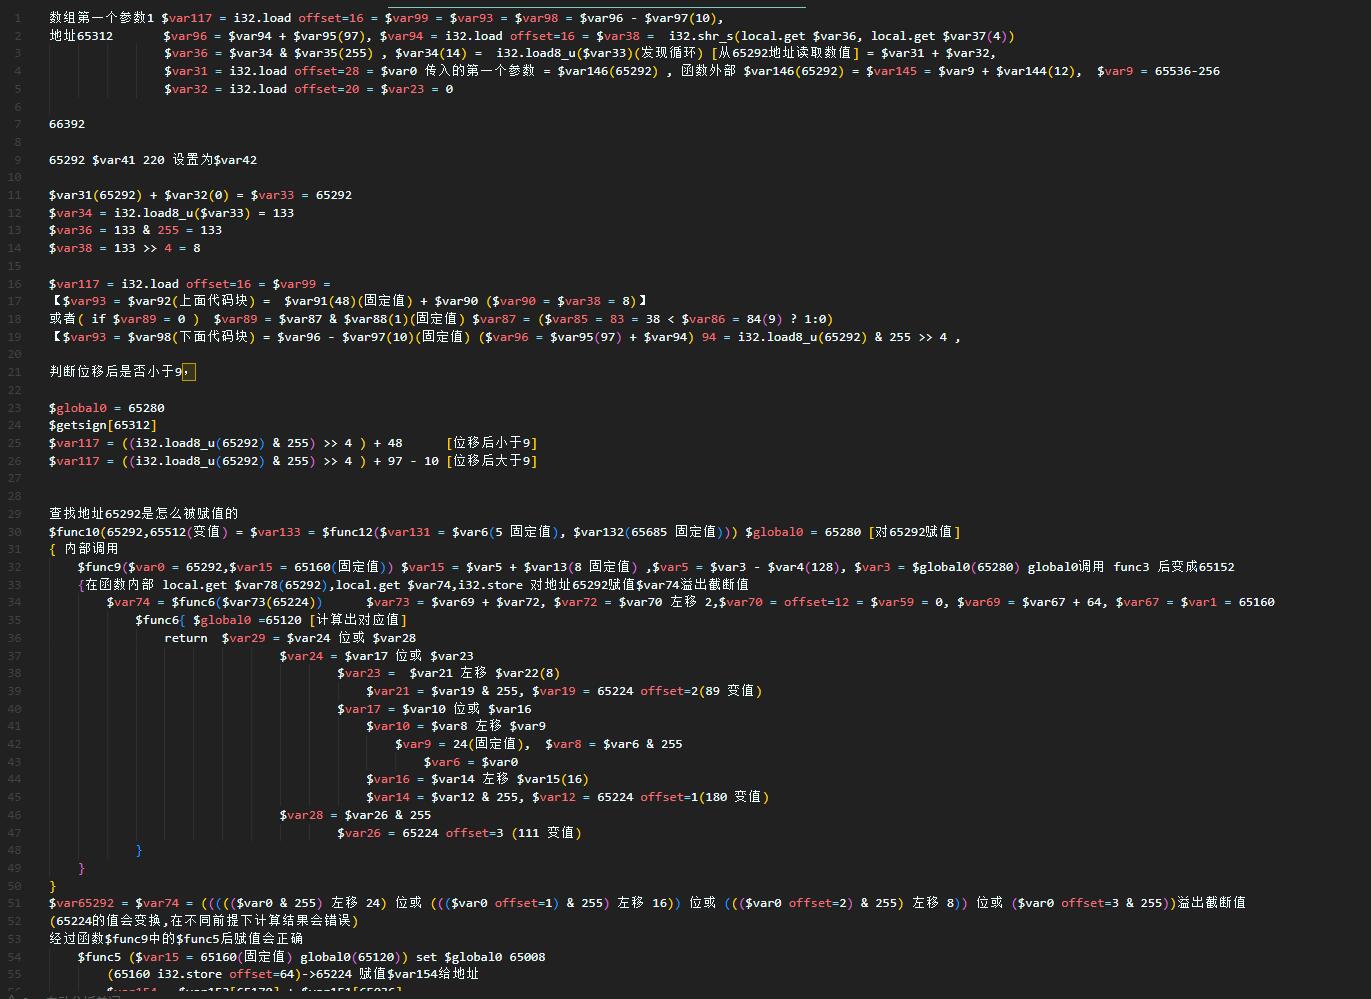 1 数组第一个参数1 $var117 = i32.load offset=16 = $var99 = $var93 = $var98 = $var96 - $var97(10),
2 地址65312 $var96 = $var94 + $var95(97), $var94 = i32.load offset=16 = $var38 = i32.shr_s(local.get $var36, local.get $var37(4))
3 $var36 = $var34 & $var35(255) , $var34(14) = i32.load8_u($var33)(发现循环) [从65292地址读取数值] = $var31 + $var32,
4 $var31 = i32.load offset=28 = $var0 传入的第一个参数 = $var146(65292) , 函数外部 $var146(65292) = $var145 = $var9 + $var144(12), $var9 = 65536-256
5 $var32 = i32.load offset=20 = $var23 = 0
6
7 66392
8
9 65292 $var41 220 设置为$var42
10
11 $var31(65292) + $var32(0) = $var33 = 65292
12 $var34 = i32.load8_u($var33) = 133
13 $var36 = 133 & 255 = 133
14 $var38 = 133 >> 4 = 8
15
16 $var117 = i32.load offset=16 = $var99 =
17 【$var93 = $var92(上面代码块) = $var91(48)(固定值) + $var90 ($var90 = $var38 = 8)】
18 或者( if $var89 = 0 ) $var89 = $var87 & $var88(1)(固定值) $var87 = ($var85 = 83 = 38 < $var86 = 84(9) ? 1:0)
19 【$var93 = $var98(下面代码块) = $var96 - $var97(10)(固定值) ($var96 = $var95(97) + $var94) 94 = i32.load8_u(65292) & 255 >> 4 ,
20
21 判断位移后是否小于9,
22
23 $global0 = 65280
24 $getsign[65312]
25 $var117 = ((i32.load8_u(65292) & 255) >> 4 ) + 48 [位移后小于9]
26 $var117 = ((i32.load8_u(65292) & 255) >> 4 ) + 97 - 10 [位移后大于9]
27
28
29 查找地址65292是怎么被赋值的
30 $func10(65292,65512(变值) = $var133 = $func12($var131 = $var6(5 固定值), $var132(65685 固定值))) $global0 = 65280 [对65292赋值]
31 { 内部调用
32 $func9($var0 = 65292,$var15 = 65160(固定值)) $var15 = $var5 + $var13(8 固定值) ,$var5 = $var3 - $var4(128), $var3 = $global0(65280) global0调用 func3 后变成65152
33 {在函数内部 local.get $var78(65292),local.get $var74,i32.store 对地址65292赋值$var74溢出截断值
34 $var74 = $func6($var73(65224)) $var73 = $var69 + $var72, $var72 = $var70 左移 2,$var70 = offset=12 = $var59 = 0, $var69 = $var67 + 64, $var67 = $var1 = 65160
35 $func6{ $global0 =65120 [计算出对应值]
36 return $var29 = $var24 位或 $var28
37 $var24 = $var17 位或 $var23
38 $var23 = $var21 左移 $var22(8)
39 $var21 = $var19 & 255, $var19 = 65224 offset=2(89 变值)
40 $var17 = $var10 位或 $var16
41 $var10 = $var8 左移 $var9
42 $var9 = 24(固定值), $var8 = $var6 & 255
43 $var6 = $var0
44 $var16 = $var14 左移 $var15(16)
45 $var14 = $var12 & 255, $var12 = 65224 offset=1(180 变值)
46 $var28 = $var26 & 255
47 $var26 = 65224 offset=3 (111 变值)
48 }
49 }
50 }
51 $var65292 = $var74 = ((((($var0 & 255) 左移 24) 位或 ((($var0 offset=1) & 255) 左移 16)) 位或 ((($var0 offset=2) & 255) 左移 8)) 位或 ($var0 offset=3 & 255))溢出截断值
52 (65224的值会变换,在不同前提下计算结果会错误)
53 经过函数$func9中的$func5后赋值会正确
54 $func5 ($var15 = 65160(固定值) global0(65120)) set $global0 65008
55 (65160 i32.store offset=64)->65224 赋值$var154给地址